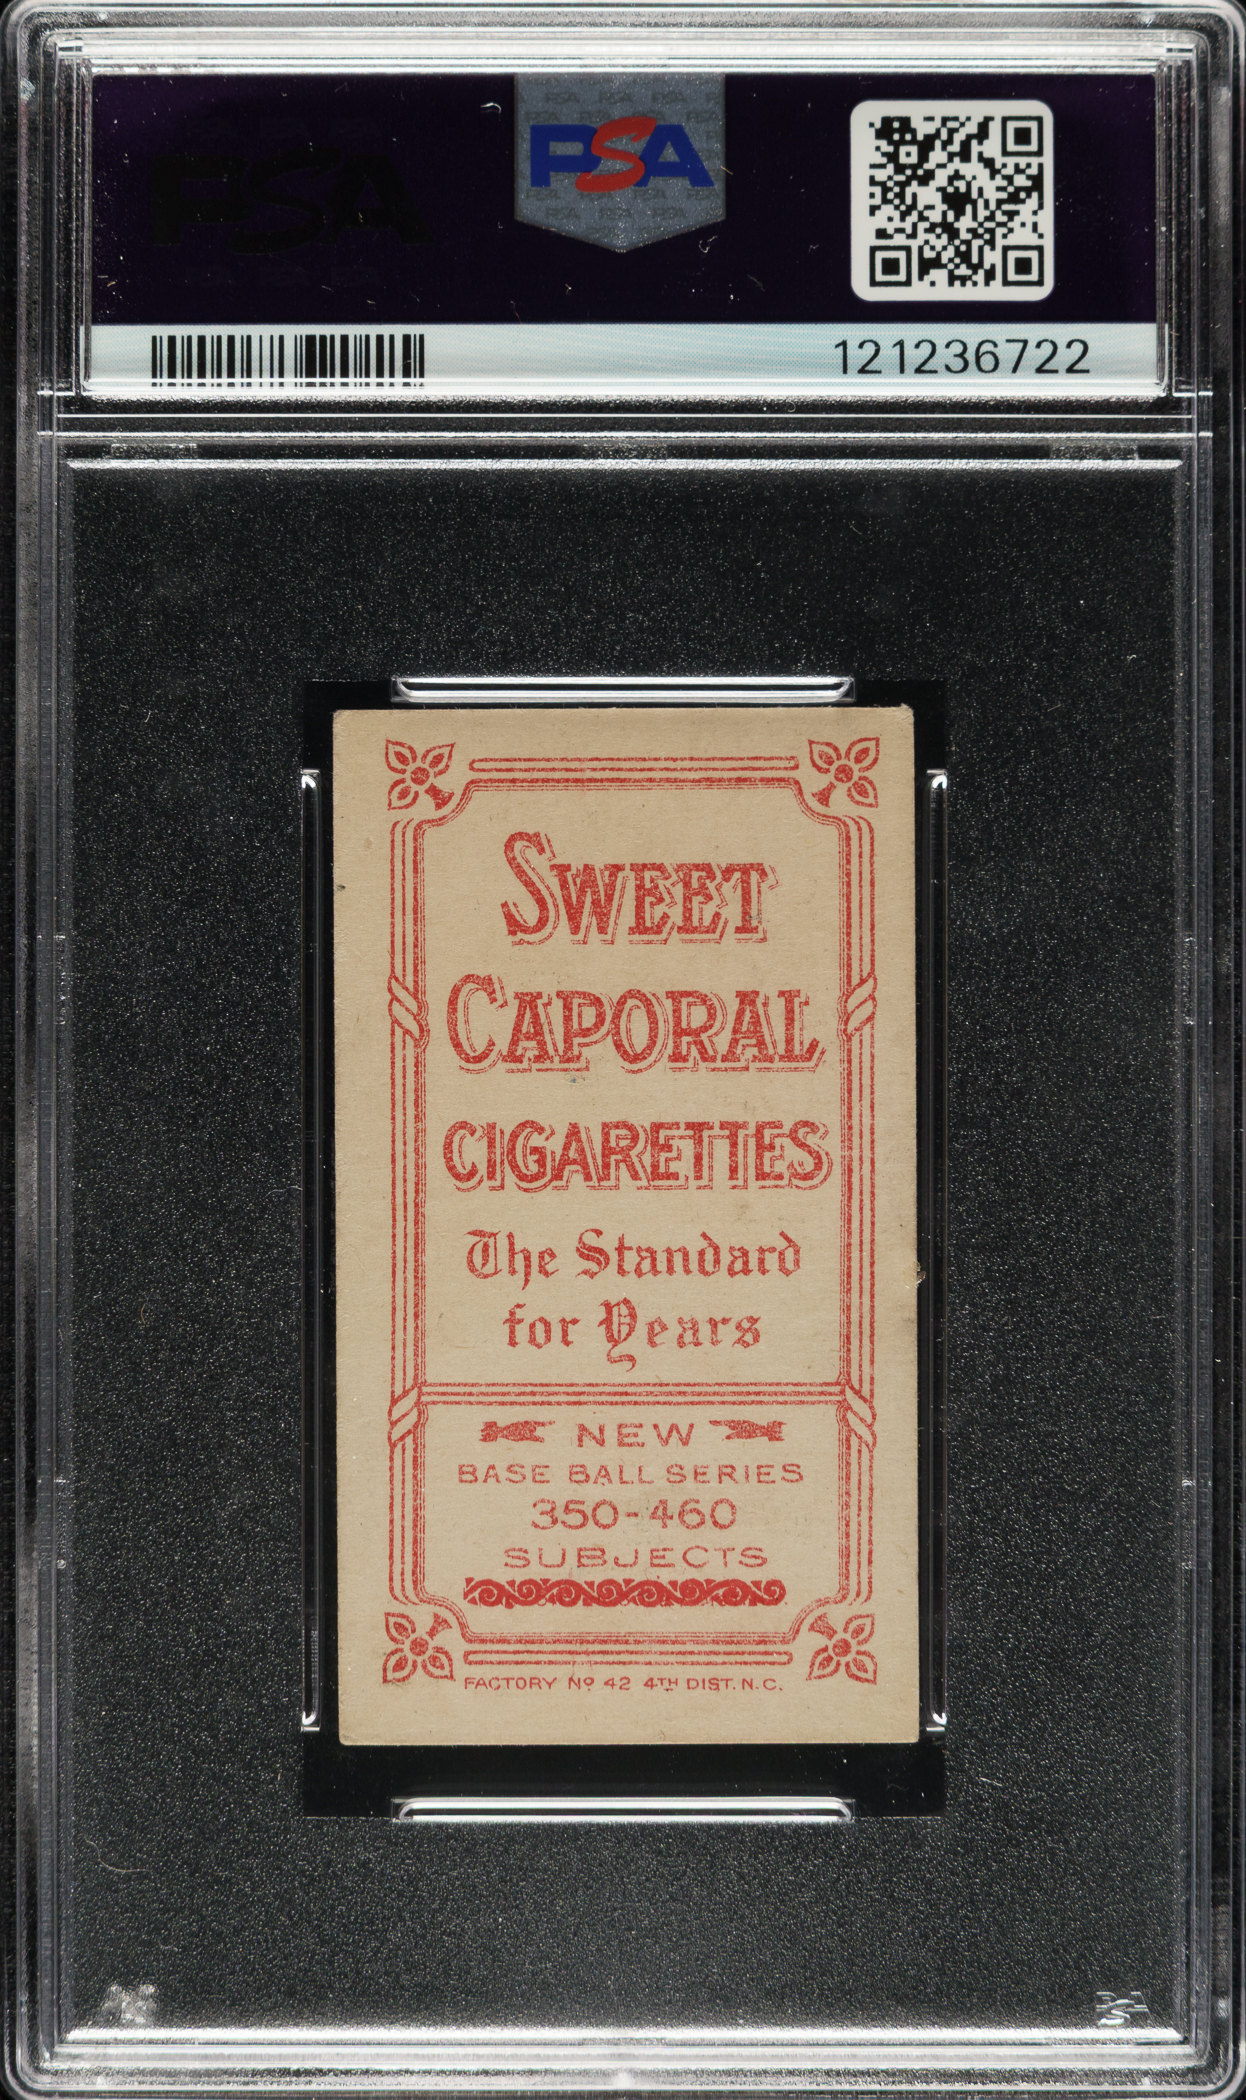 PSA
PSA
121236722
SWEET
CAPORAL
CIGARETTES
The Standard
for Years
NEW
BASE BALL SERIES
350-460
SUBJECTS
FACTORY Nº 42 4TH DIST. N.C.
PSA